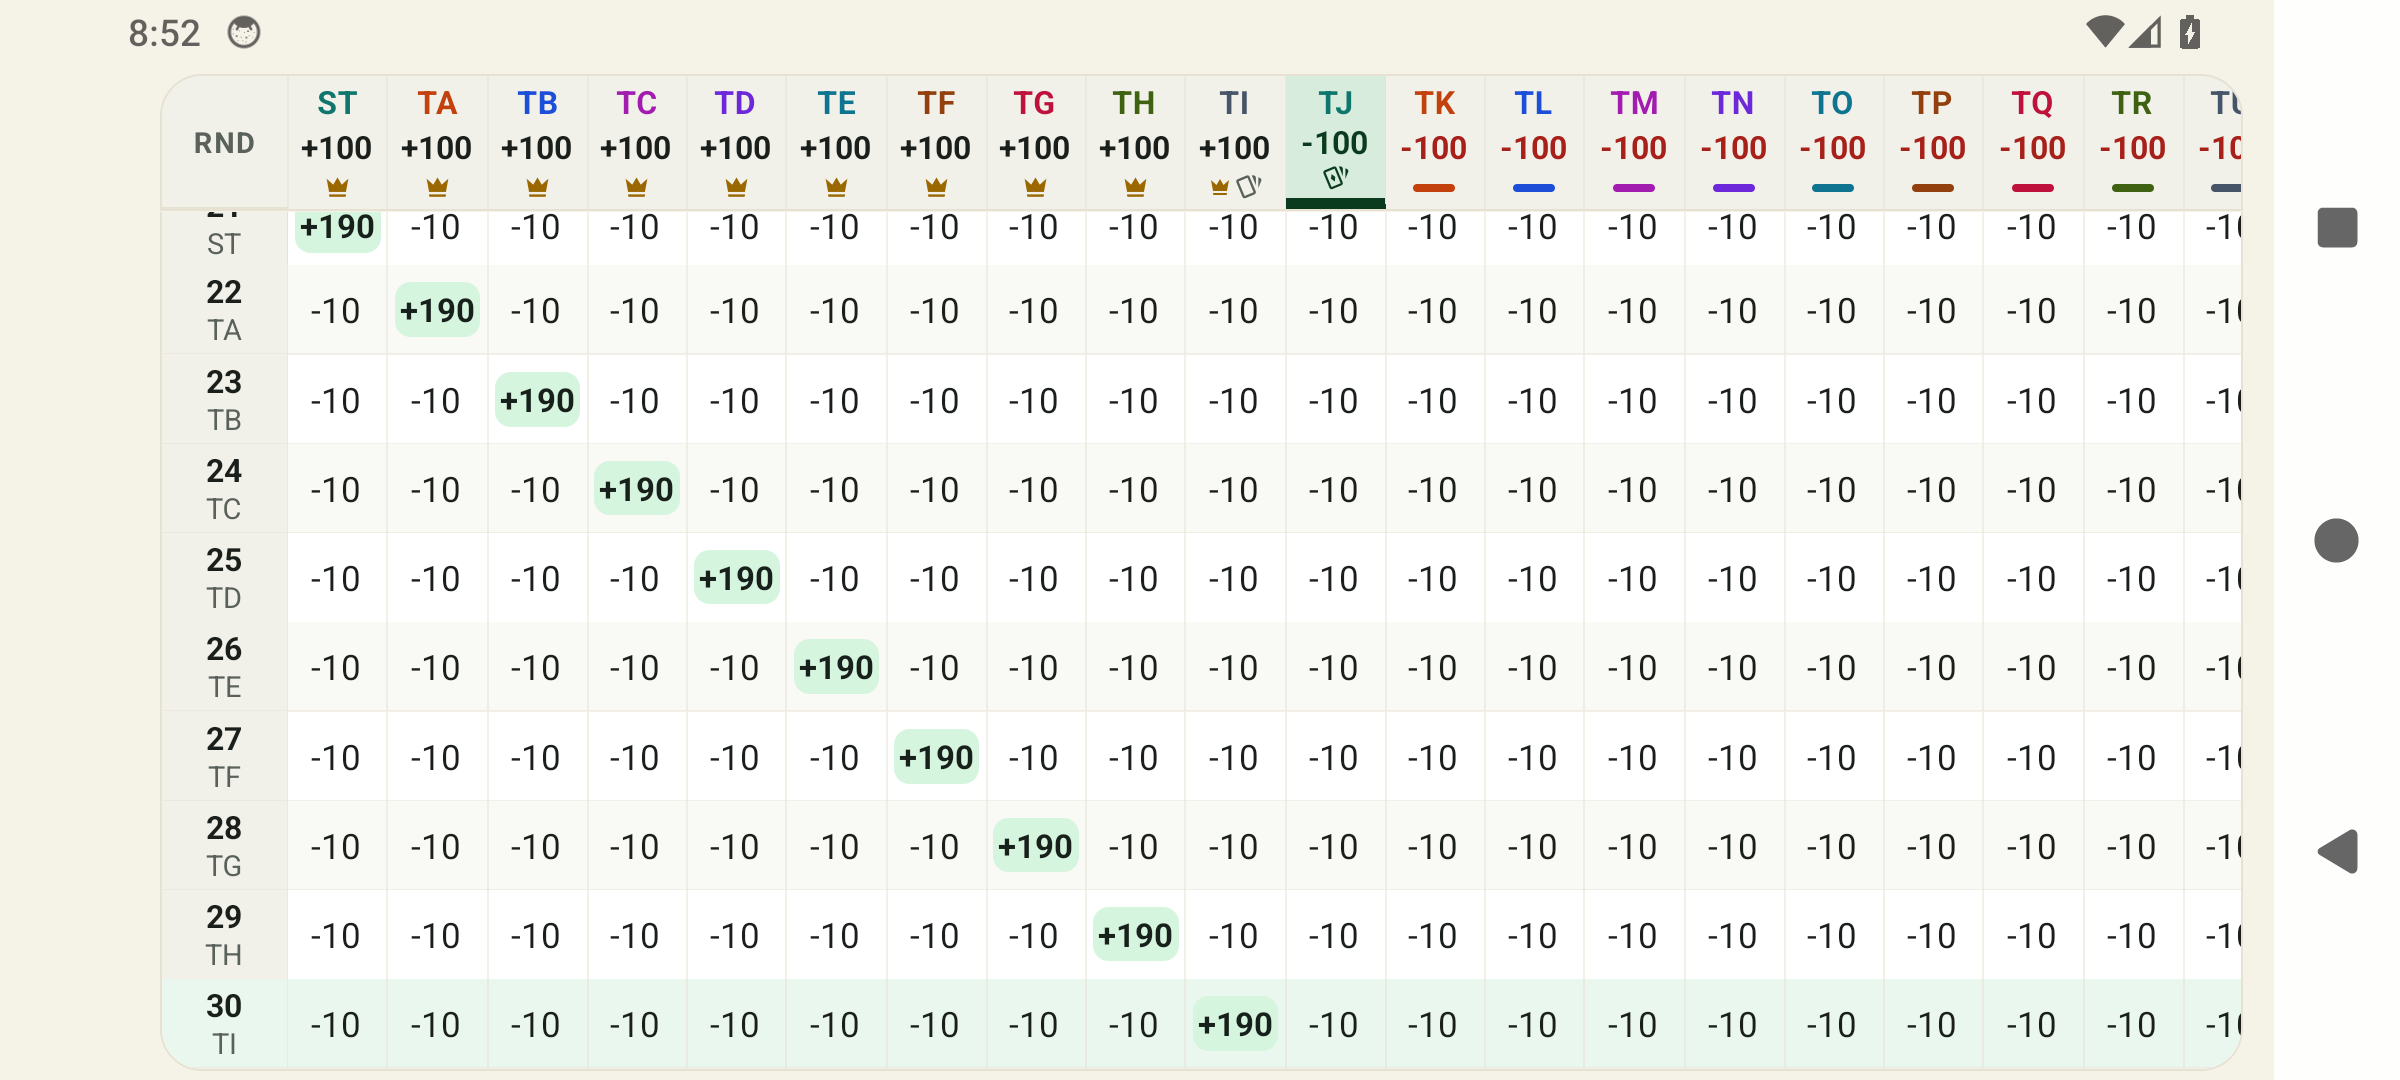 8:52
RND ST TA TB TC TD TE TF TG TH TI TJ TK TL TM TN TO TP TQ TR
+100 +100 +100 +100 +100 +100 +100 +100 +100 +100 -100 -100 -100 -100 -100 -100 -100 -100 -100
ST +190 -10 -10 -10 -10 -10 -10 -10 -10 -10 -10 -10 -10 -10 -10 -10 -10 -10 -10
22 TA -10 +190 -10 -10 -10 -10 -10 -10 -10 -10 -10 -10 -10 -10 -10 -10 -10 -10 -10
23 TB -10 -10 +190 -10 -10 -10 -10 -10 -10 -10 -10 -10 -10 -10 -10 -10 -10 -10 -10
24 TC -10 -10 -10 +190 -10 -10 -10 -10 -10 -10 -10 -10 -10 -10 -10 -10 -10 -10 -10
25 TD -10 -10 -10 -10 +190 -10 -10 -10 -10 -10 -10 -10 -10 -10 -10 -10 -10 -10 -10
26 TE -10 -10 -10 -10 -10 +190 -10 -10 -10 -10 -10 -10 -10 -10 -10 -10 -10 -10 -10
27 TF -10 -10 -10 -10 -10 -10 +190 -10 -10 -10 -10 -10 -10 -10 -10 -10 -10 -10 -10
28 TG -10 -10 -10 -10 -10 -10 -10 +190 -10 -10 -10 -10 -10 -10 -10 -10 -10 -10 -10
29 TH -10 -10 -10 -10 -10 -10 -10 -10 +190 -10 -10 -10 -10 -10 -10 -10 -10 -10 -10
30 TI -10 -10 -10 -10 -10 -10 -10 -10 -10 +190 -10 -10 -10 -10 -10 -10 -10 -10 -10